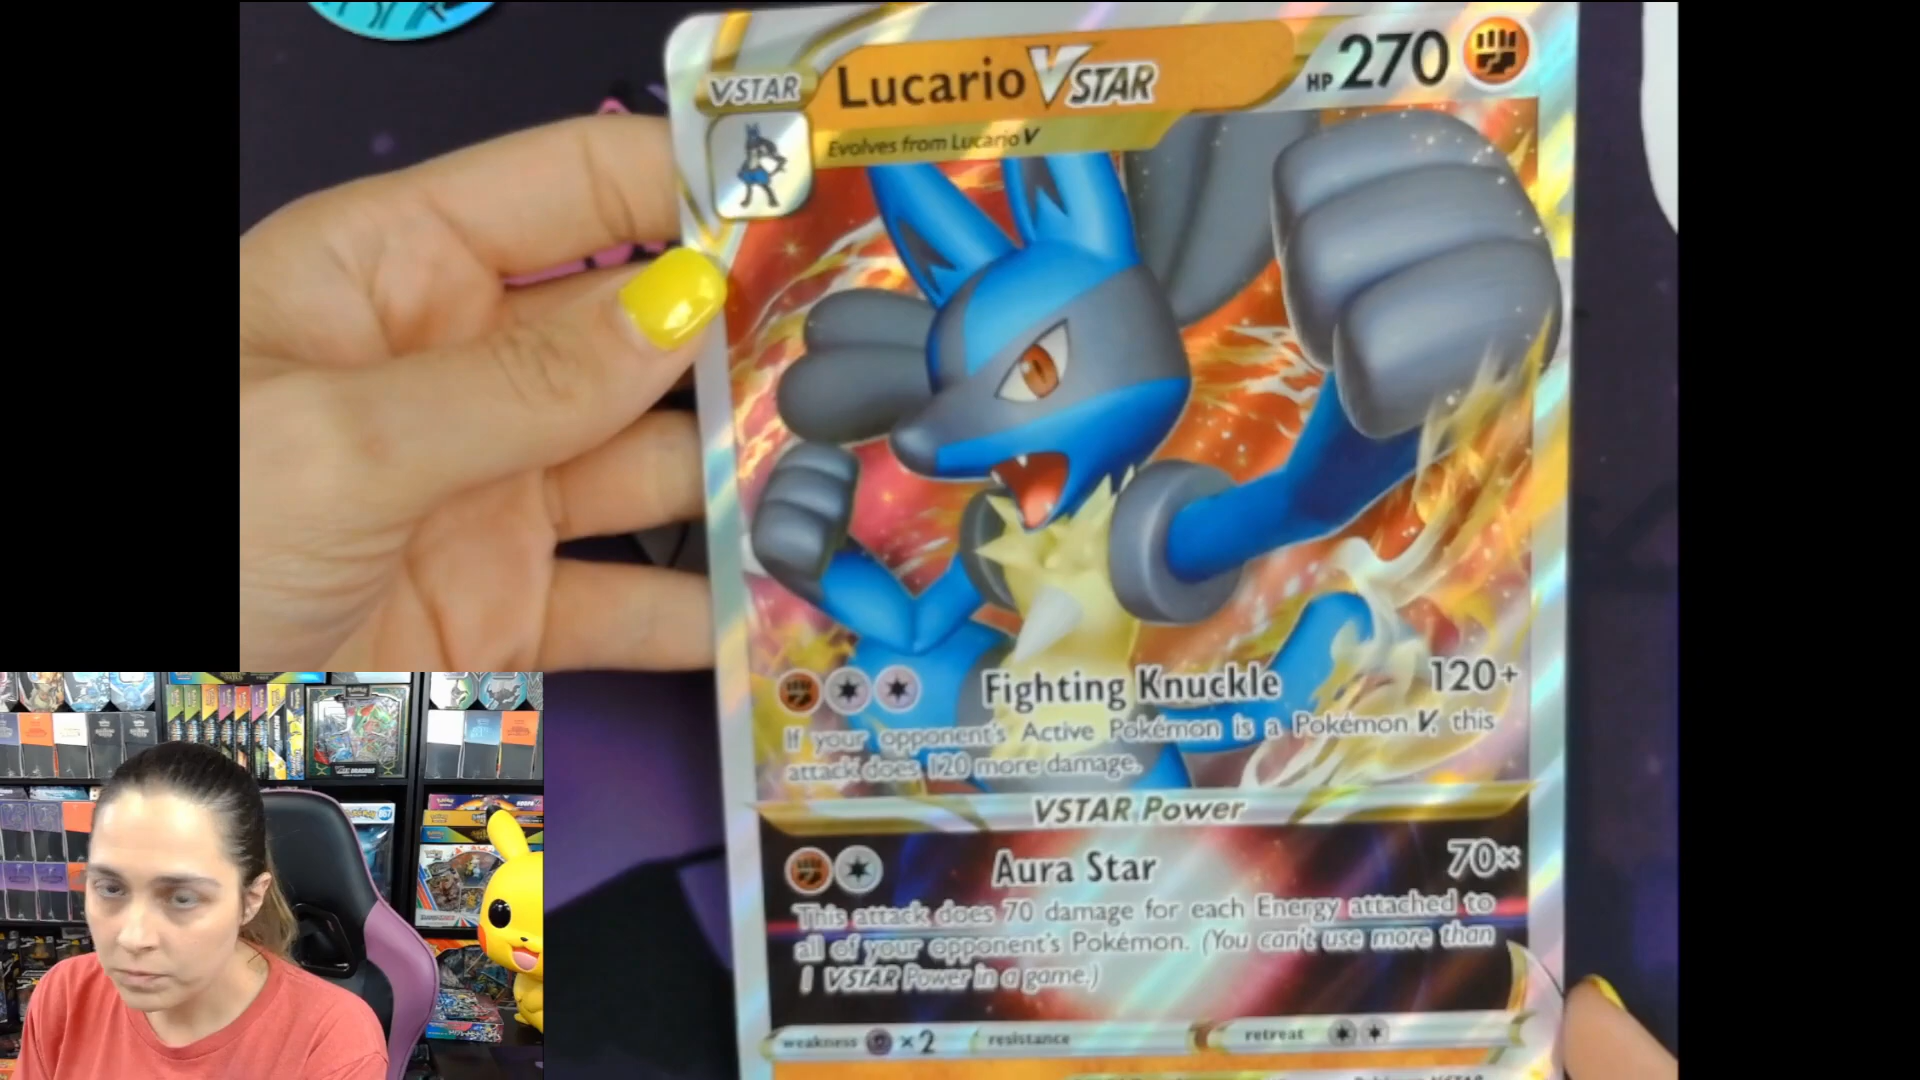 VSTAR
Lucario VSTAR
HP 270
Evolves from Lucario V
Fighting Knuckle 120+
If your opponent's Active Pokémon is a Pokémon V, this
attack does 120 more damage.
VSTAR Power
Aura Star 70×
This attack does 70 damage for each Energy attached to
all of your opponent's Pokémon. (You can't use more than
1 VSTAR Power in a game.)
weakness ×2 resistance retreat